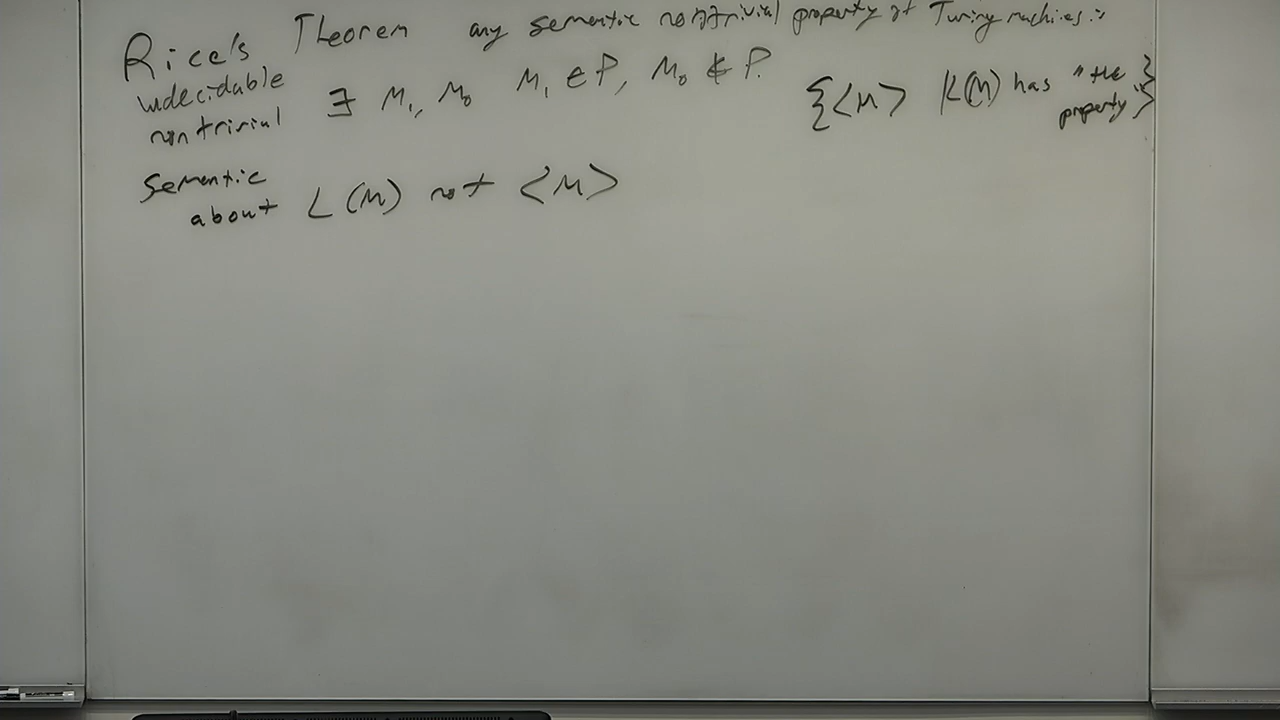 Rice's Theorem any semantic nontrivial property of Turing machines is
undecidable
nontrivial ∃ M₁, M₀ M₁ ∈ P, M₀ ∉ P.
{<M> | L(M) has "the
property"}
Semantic
about L(M) not <M>